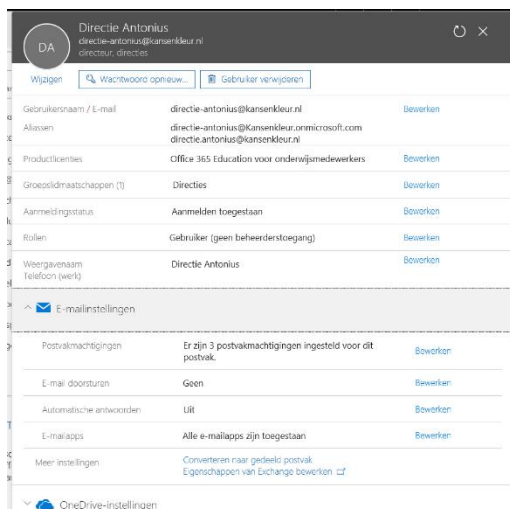 DA
Directie Antonius
directie-antonius@kansenkleur.nl
directeur, directies
Wijzigen
Wachtwoord opnieuw...
Gebruiker verwijderen
Gebruikersnaam / E-mail directie-antonius@kansenkleur.nl Bewerken
Aliassen directie-antonius@Kansenkleur.onmicrosoft.com
directie.antonius@kansenkleur.nl
Productlicenties Office 365 Education voor onderwijsmedewerkers Bewerken
Groepslidmaatschappen (1) Directies Bewerken
Aanmeldingsstatus Aanmelden toegestaan Bewerken
Rollen Gebruiker (geen beheerderstoegang) Bewerken
Weergavenaam Directie Antonius Bewerken
Telefoon (werk)
E-mailinstellingen
Postvakmachtigingen Er zijn 3 postvakmachtigingen ingesteld voor dit
postvak. Bewerken
E-mail doorsturen Geen Bewerken
Automatische antwoorden Uit Bewerken
E-mailapps Alle e-mailapps zijn toegestaan Bewerken
Meer instellingen Converteren naar gedeeld postvak
Eigenschappen van Exchange bewerken
OneDrive-instellingen